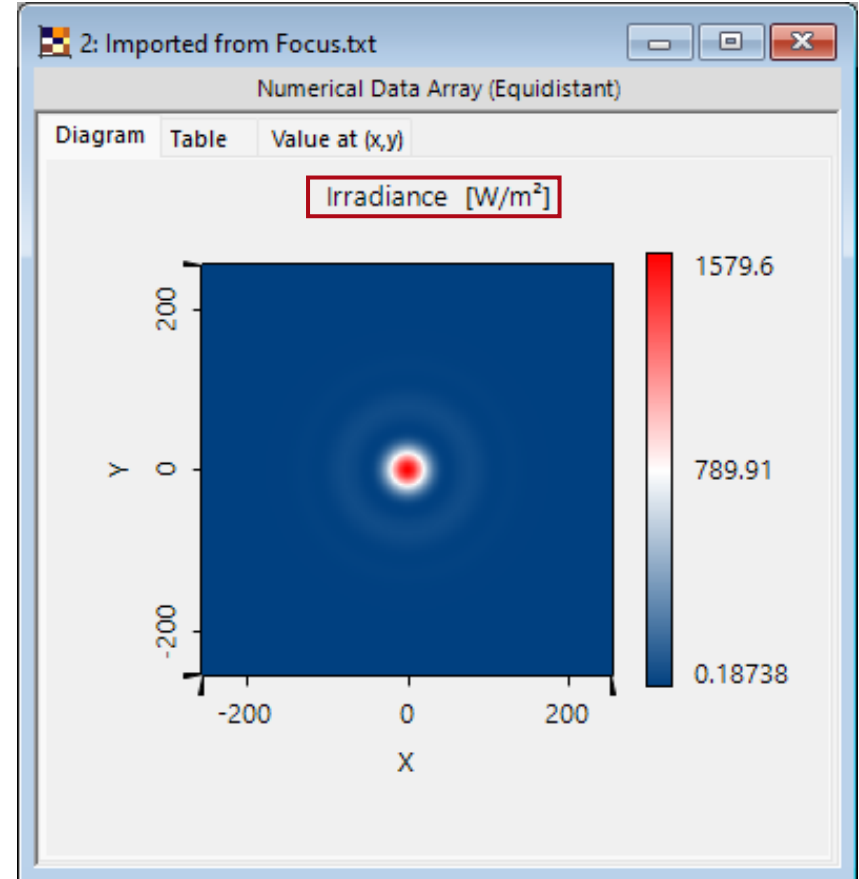 2: Imported from Focus.txt
Numerical Data Array (Equidistant)
Diagram Table Value at (x,y)
Irradiance [W/m²]
1579.6
789.91
0.18738
200
0
-200
Y
-200 0 200
X